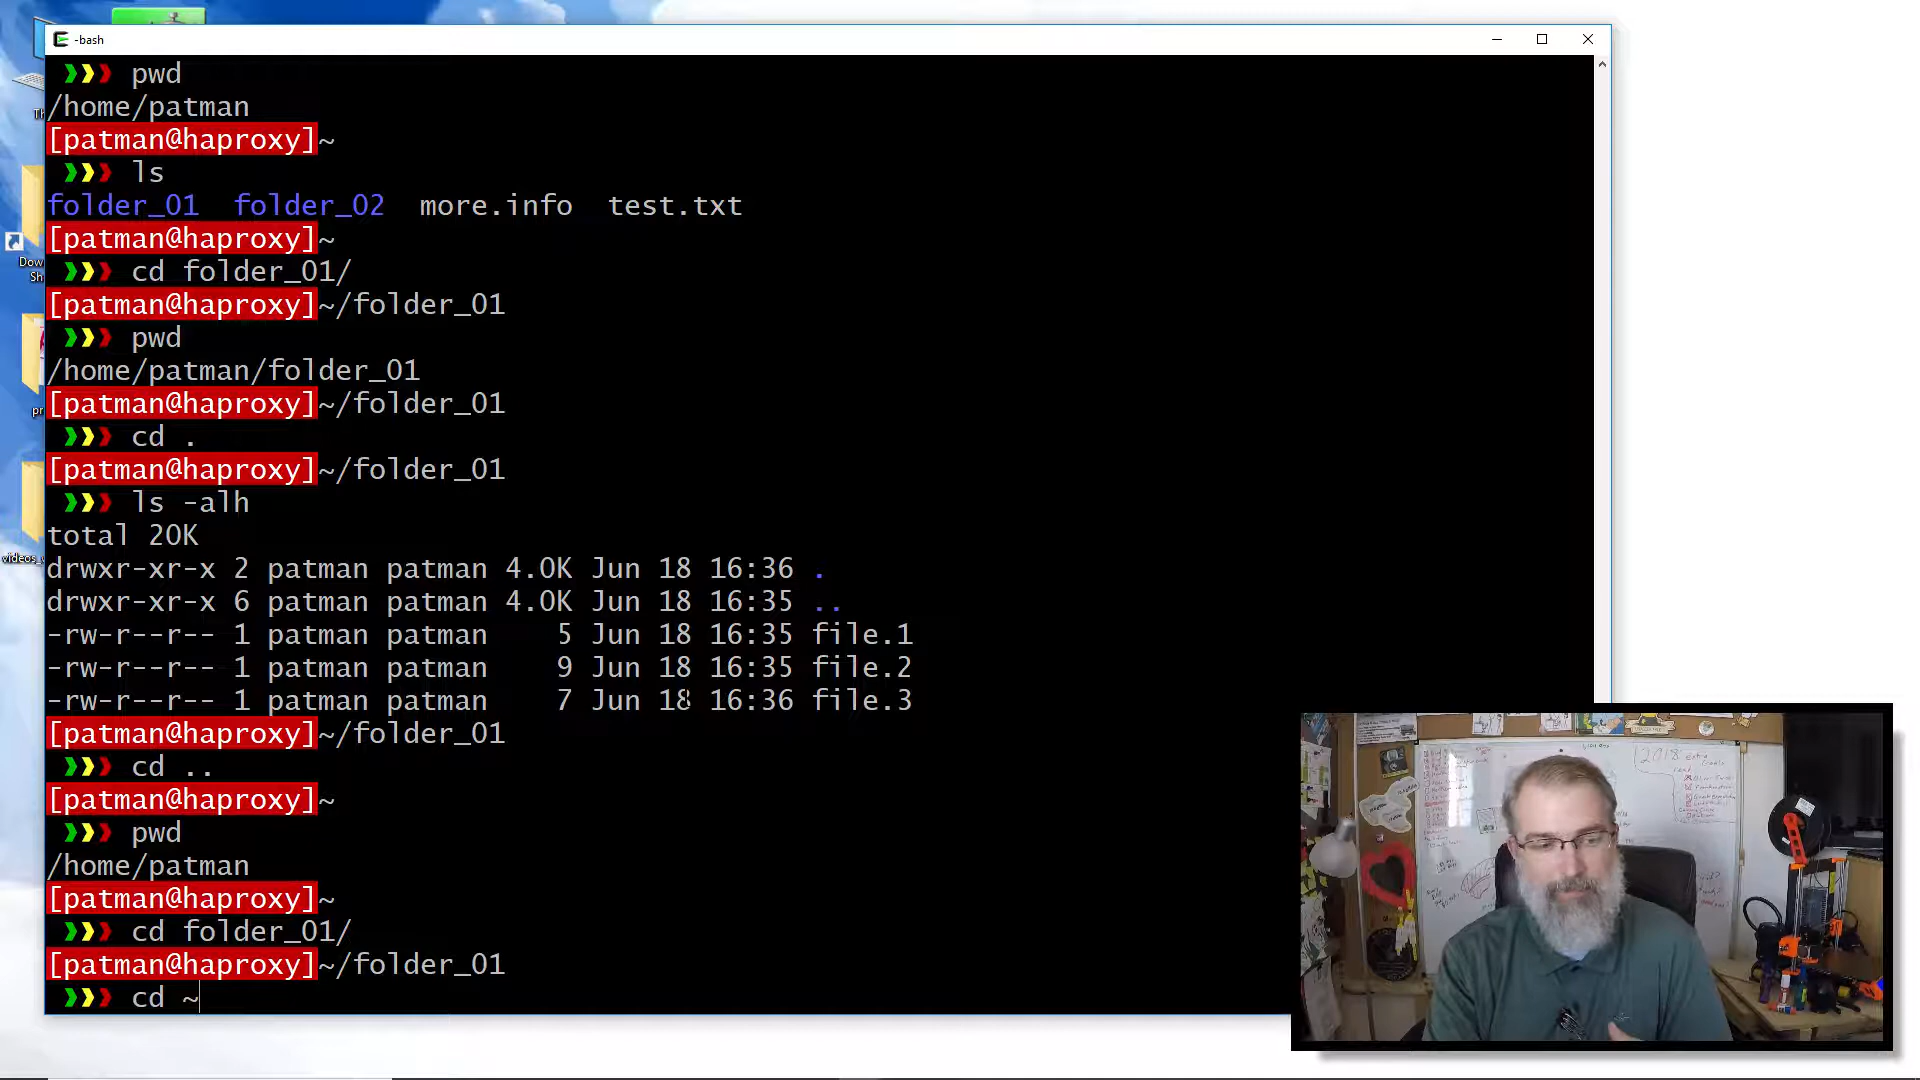 -bash
pwd
/home/patman
[patman@haproxy]~
ls
folder_01 folder_02 more.info test.txt
[patman@haproxy]~
cd folder_01/
[patman@haproxy]~/folder_01
pwd
/home/patman/folder_01
[patman@haproxy]~/folder_01
cd .
[patman@haproxy]~/folder_01
ls -alh
total 20K
drwxr-xr-x 2 patman patman 4.0K Jun 18 16:36 .
drwxr-xr-x 6 patman patman 4.0K Jun 18 16:35 ..
-rw-r--r-- 1 patman patman 5 Jun 18 16:35 file.1
-rw-r--r-- 1 patman patman 9 Jun 18 16:35 file.2
-rw-r--r-- 1 patman patman 7 Jun 18 16:36 file.3
[patman@haproxy]~/folder_01
cd ..
[patman@haproxy]~
pwd
/home/patman
[patman@haproxy]~
cd folder_01/
[patman@haproxy]~/folder_01
cd ~
2018